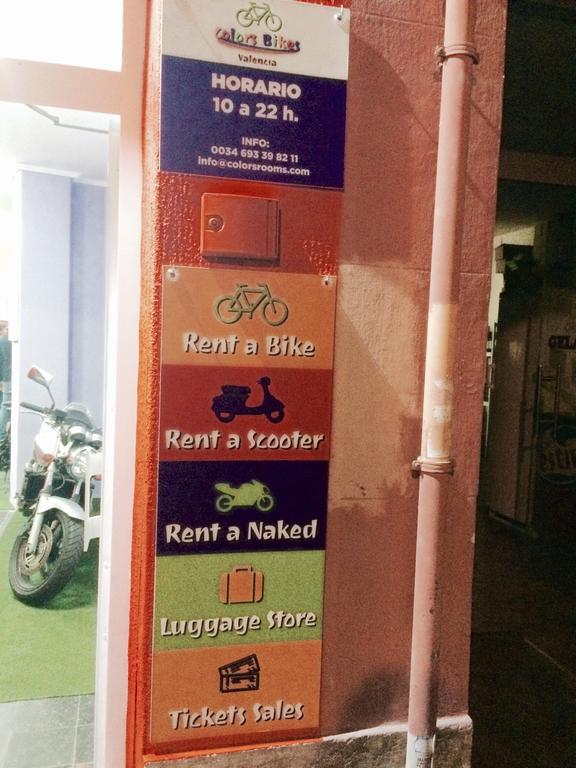 Colors Bikes
Valencia
HORARIO
10 a 22 h.
INFO:
0034 693 39 82 11
info@colorsrooms.com
Rent a Bike
Rent a Scooter
Rent a Naked
Luggage Store
Tickets Sales